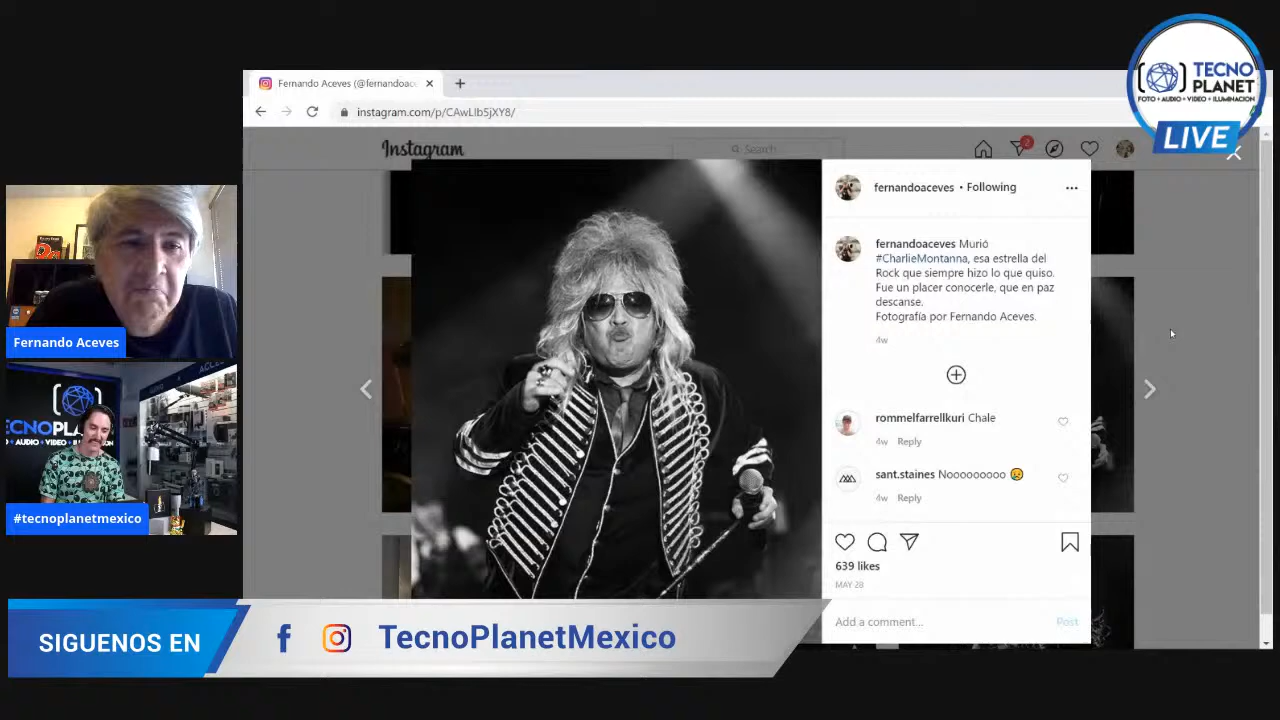 Fernando Aceves (@fernandoace
instagram.com/p/CAwLIb5jXY8/
TECNO
PLANET
FOTO • AUDIO • VIDEO • ILUMINACION
LIVE
Instagram
Search
2
fernandoaceves • Following
fernandoaceves Murió
#CharlieMontanna, esa estrella del
Rock que siempre hizo lo que quiso.
Fue un placer conocerle, que en paz
descanse.
Fotografía por Fernando Aceves.
4w
rommelfarrellkuri Chale
4w Reply
sant.staines Nooooooooo 😥
4w Reply
639 likes
MAY 28
Add a comment...
Post
Fernando Aceves
#tecnoplanetmexico
SIGUENOS EN
TecnoPlanetMexico